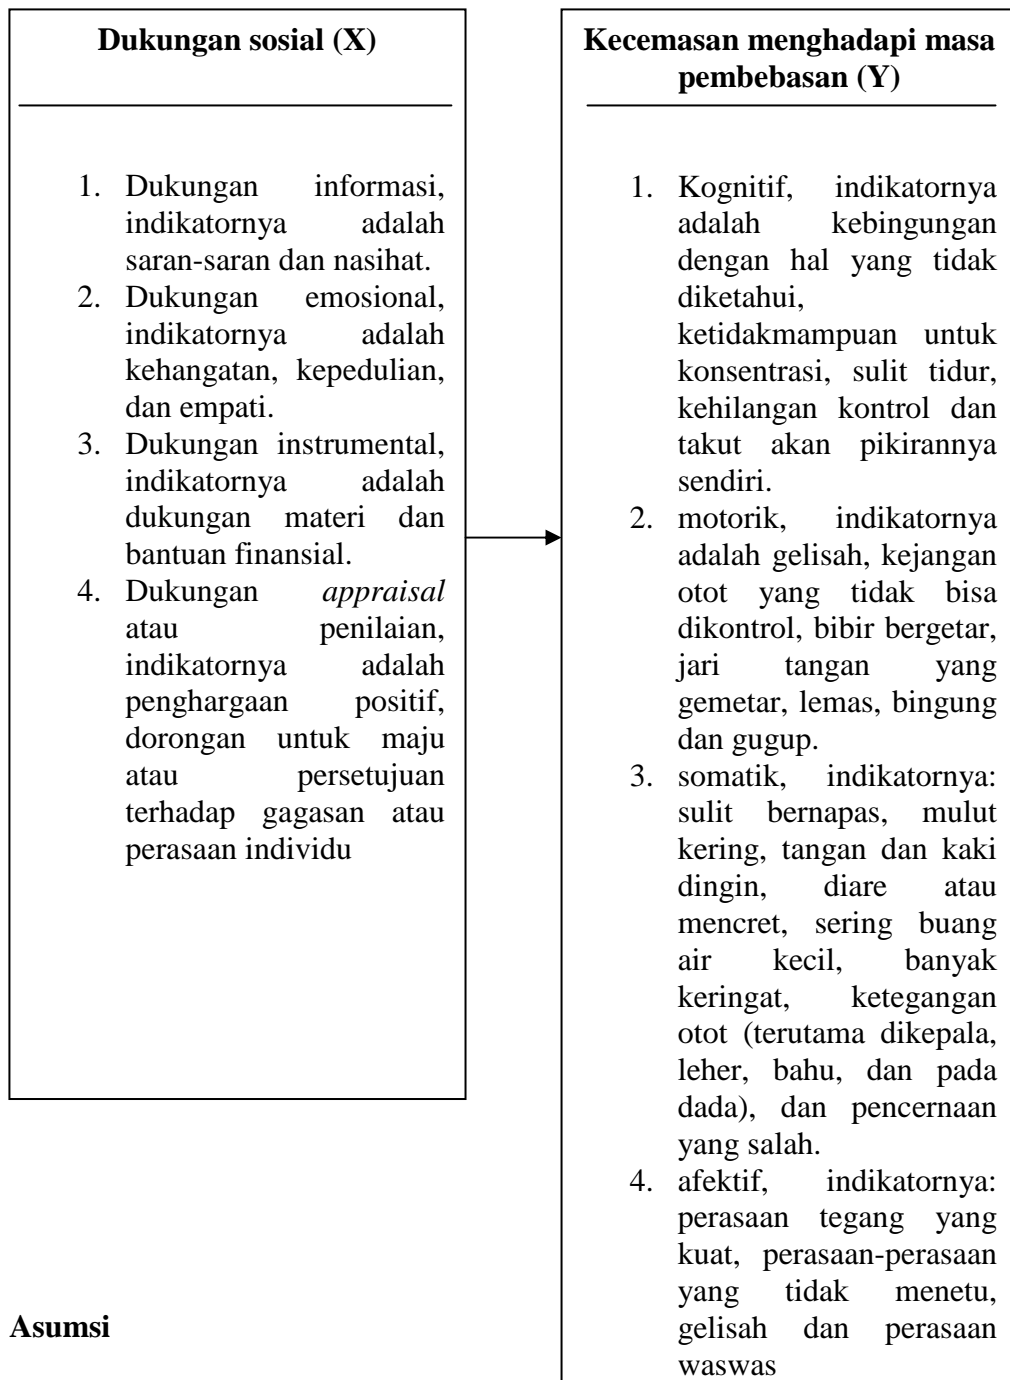 Dukungan sosial (X)
1. Dukungan informasi,
indikatornya adalah
saran-saran dan nasihat.
2. Dukungan emosional,
indikatornya adalah
kehangatan, kepedulian,
dan empati.
3. Dukungan instrumental,
indikatornya adalah
dukungan materi dan
bantuan finansial.
4. Dukungan appraisal
atau penilaian,
indikatornya adalah
penghargaan positif,
dorongan untuk maju
atau persetujuan
terhadap gagasan atau
perasaan individu
Kecemasan menghadapi masa
pembebasan (Y)
1. Kognitif, indikatornya
adalah kebingungan
dengan hal yang tidak
diketahui,
ketidakmampuan untuk
konsentrasi, sulit tidur,
kehilangan kontrol dan
takut akan pikirannya
sendiri.
2. motorik, indikatornya
adalah gelisah, kejangan
otot yang tidak bisa
dikontrol, bibir bergetar,
jari tangan yang
gemetar, lemas, bingung
dan gugup.
3. somatik, indikatornya:
sulit bernapas, mulut
kering, tangan dan kaki
dingin, diare atau
mencret, sering buang
air kecil, banyak
keringat, ketegangan
otot (terutama dikepala,
leher, bahu, dan pada
dada), dan pencernaan
yang salah.
4. afektif, indikatornya:
perasaan tegang yang
kuat, perasaan-perasaan
yang tidak menetu,
gelisah dan perasaan
waswas
Asumsi